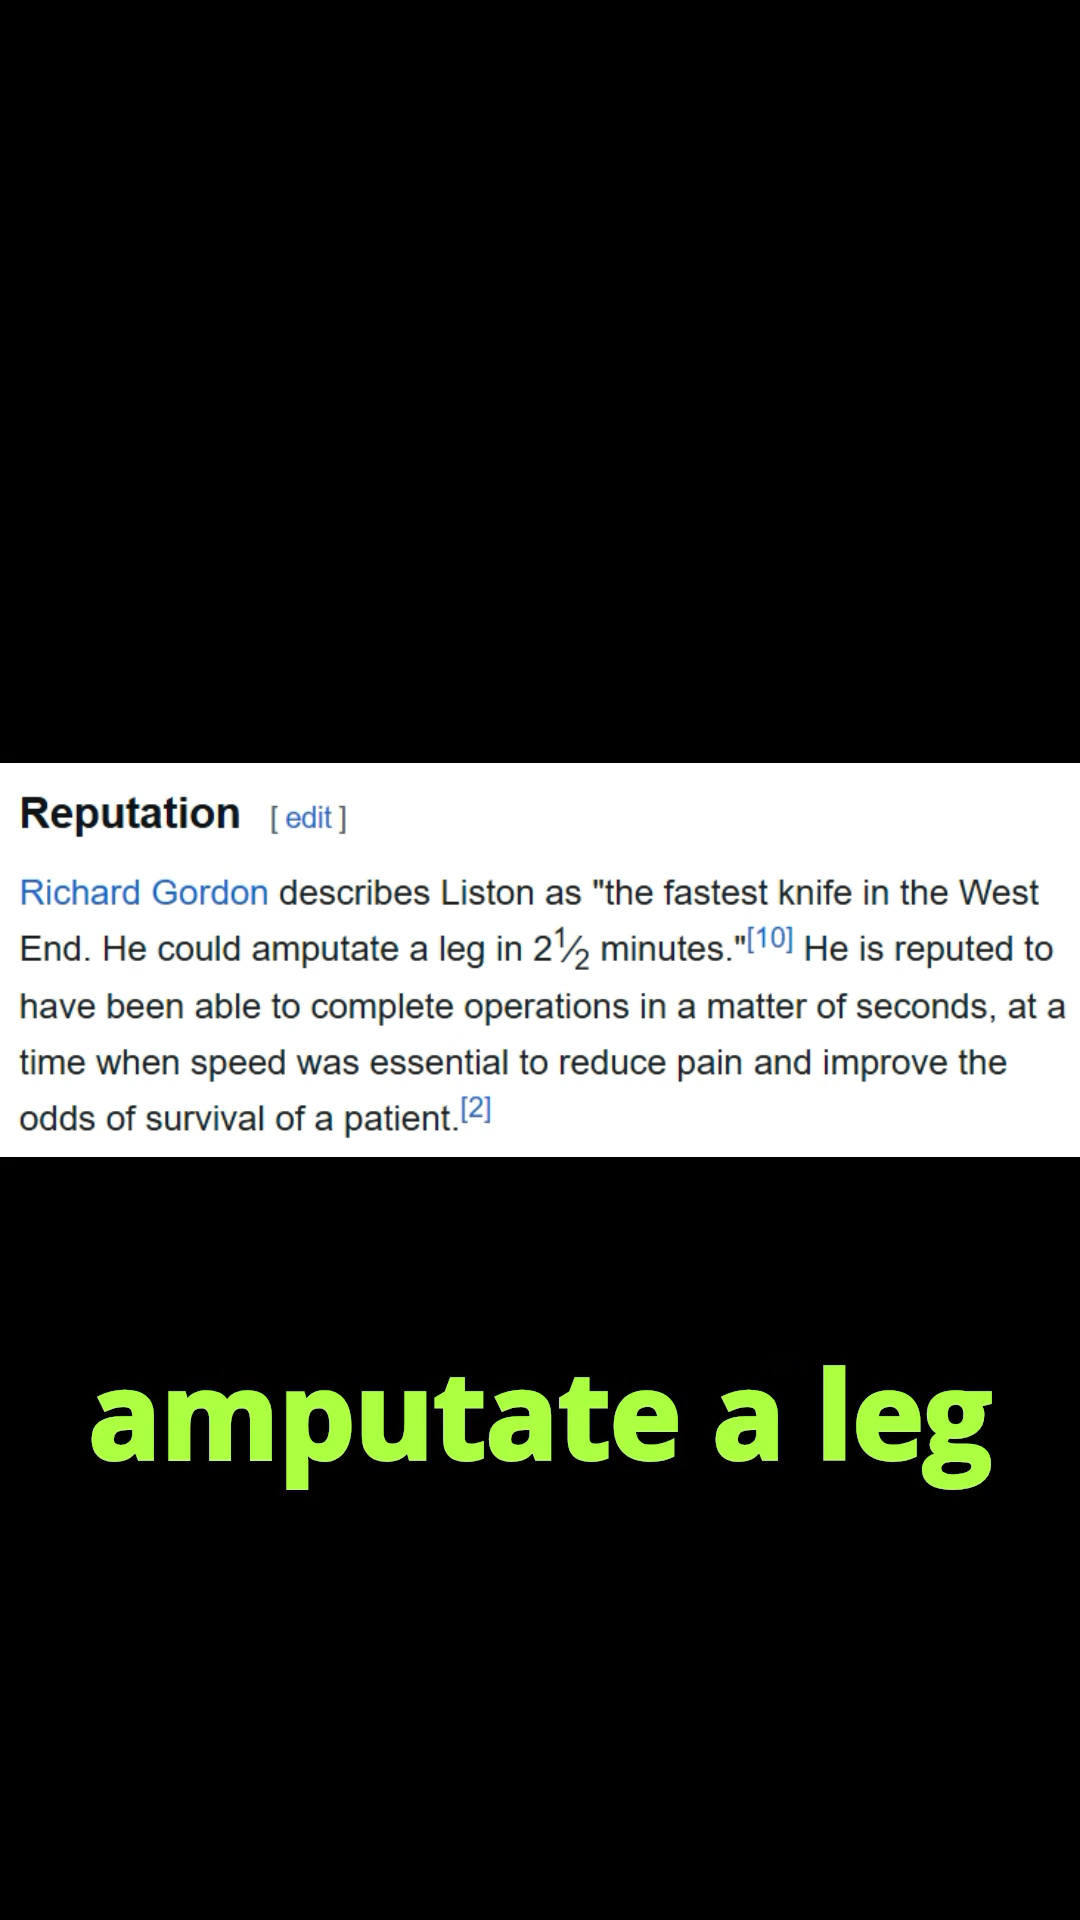 Reputation [ edit ]
Richard Gordon describes Liston as "the fastest knife in the West
End. He could amputate a leg in 2½ minutes."[10] He is reputed to
have been able to complete operations in a matter of seconds, at a
time when speed was essential to reduce pain and improve the
odds of survival of a patient.[2]
amputate a leg